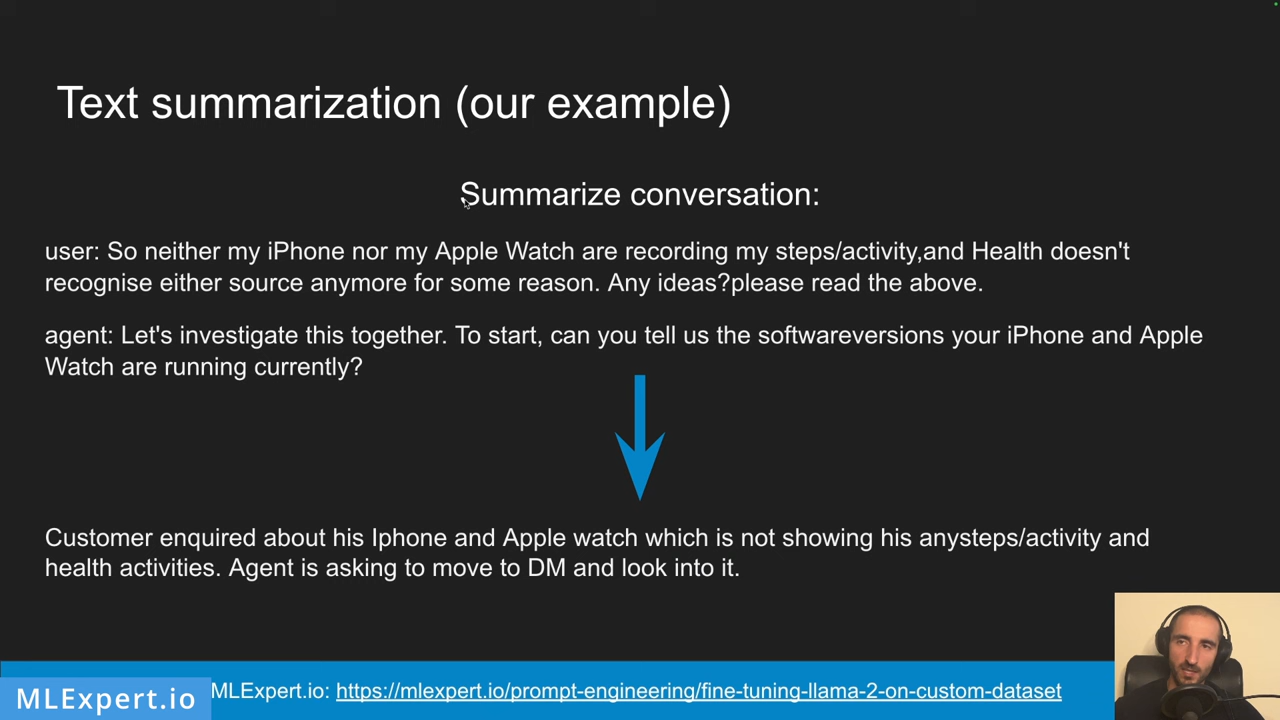 Text summarization (our example)
Summarize conversation:
user: So neither my iPhone nor my Apple Watch are recording my steps/activity,and Health doesn't
recognise either source anymore for some reason. Any ideas?please read the above.
agent: Let's investigate this together. To start, can you tell us the softwareversions your iPhone and Apple
Watch are running currently?
Customer enquired about his Iphone and Apple watch which is not showing his anysteps/activity and
health activities. Agent is asking to move to DM and look into it.
MLExpert.io: https://mlexpert.io/prompt-engineering/fine-tuning-llama-2-on-custom-dataset
MLExpert.io